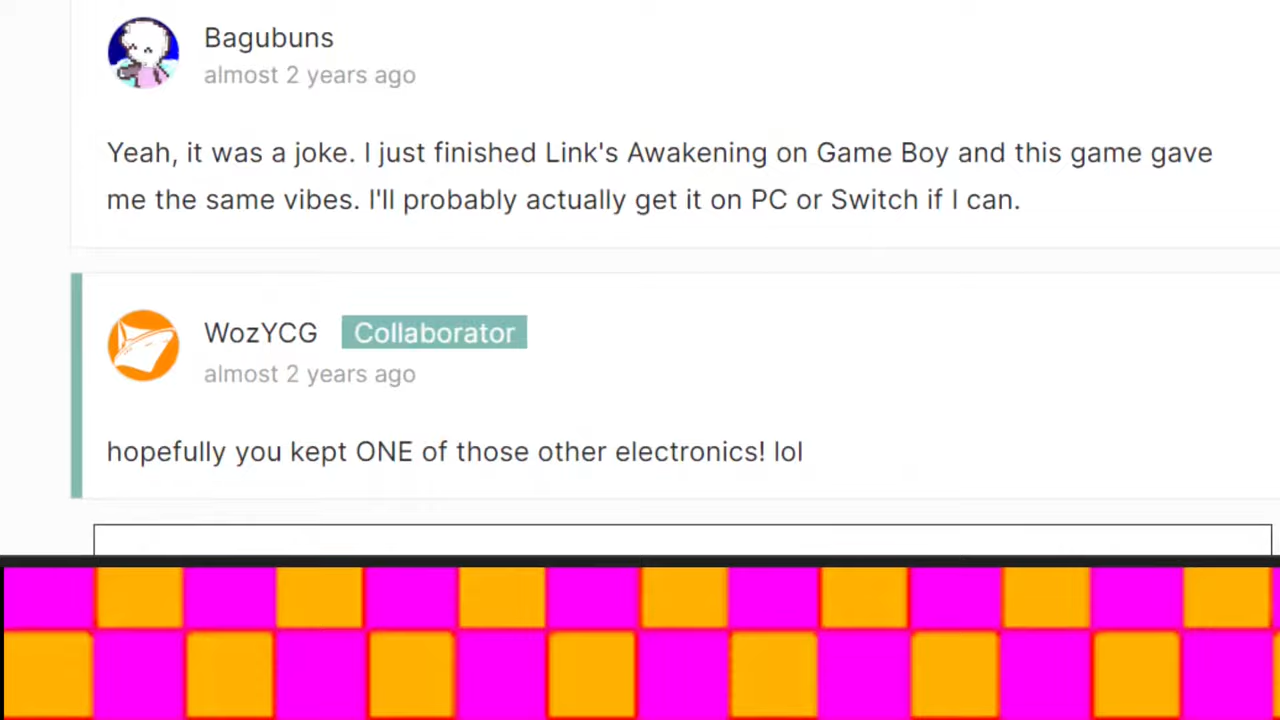 Bagubuns
almost 2 years ago
Yeah, it was a joke. I just finished Link's Awakening on Game Boy and this game gave
me the same vibes. I'll probably actually get it on PC or Switch if I can.
WozYCG Collaborator
almost 2 years ago
hopefully you kept ONE of those other electronics! lol